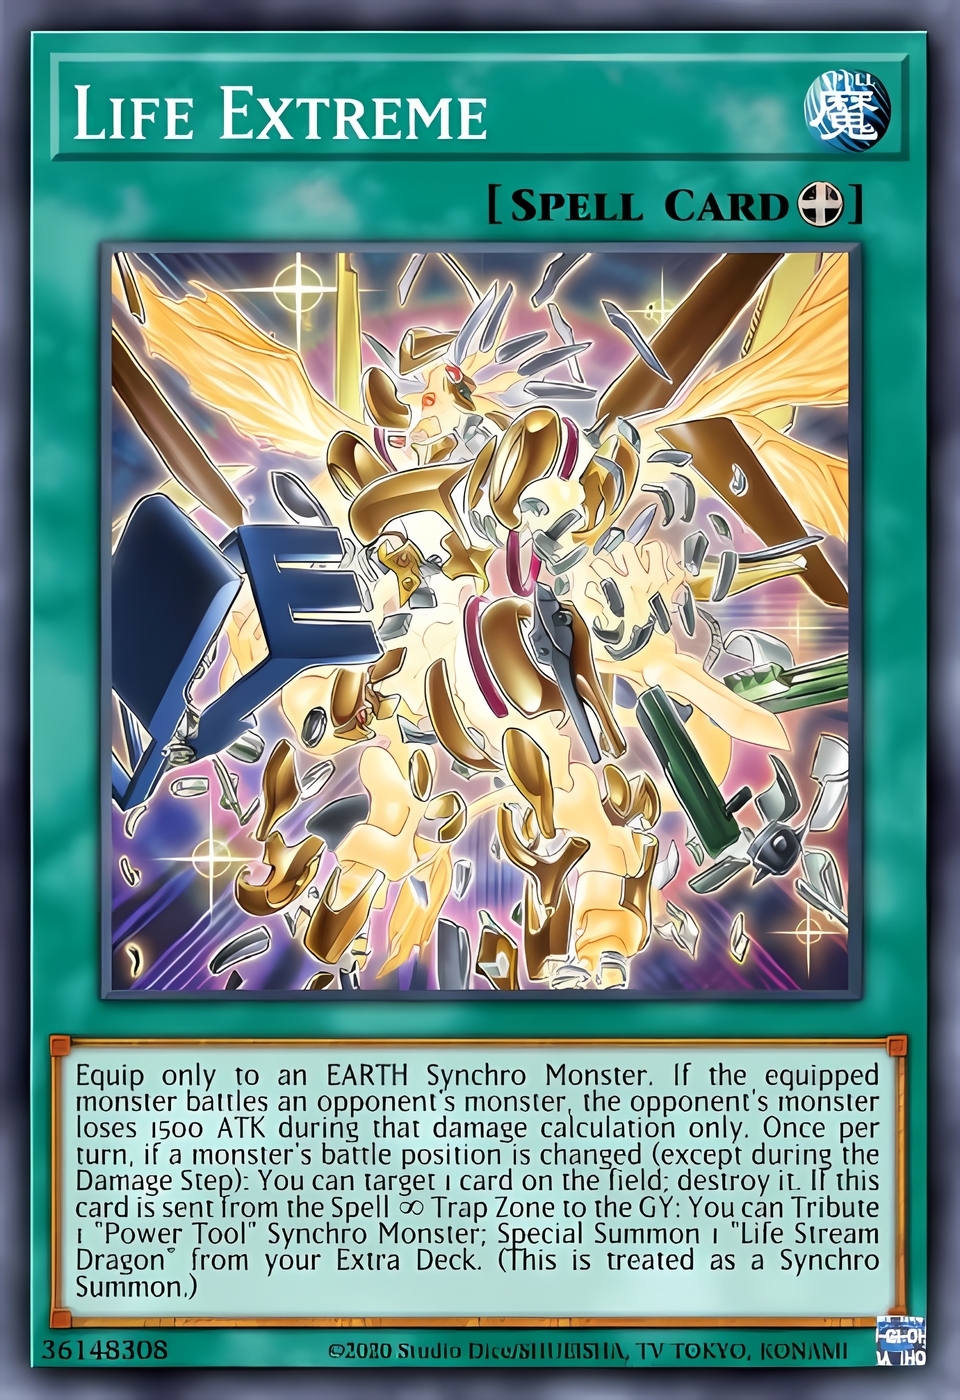 LIFE EXTREME
魔
[SPELL CARD]
Equip only to an EARTH Synchro Monster. If the equipped
monster battles an opponent's monster, the opponent's monster
loses 1500 ATK during that damage calculation only. Once per
turn, if a monster's battle position is changed (except during the
Damage Step): You can target 1 card on the field; destroy it. If this
card is sent from the Spell ∞ Trap Zone to the GY: You can Tribute
1 "Power Tool" Synchro Monster; Special Summon 1 "Life Stream
Dragon" from your Extra Deck. (This is treated as a Synchro
Summon.)
36148308
©2020 Studio Dice/SHUEISHA, TV TOKYO, KONAMI